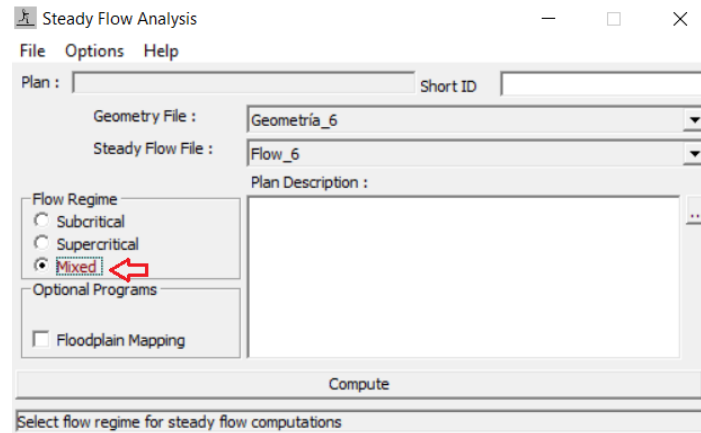 Steady Flow Analysis
File Options Help
Plan : Short ID
Geometry File : Geometría_6
Steady Flow File : Flow_6
Plan Description :
Flow Regime
Subcritical
Supercritical
Mixed
Optional Programs
Floodplain Mapping
...
Compute
Select flow regime for steady flow computations